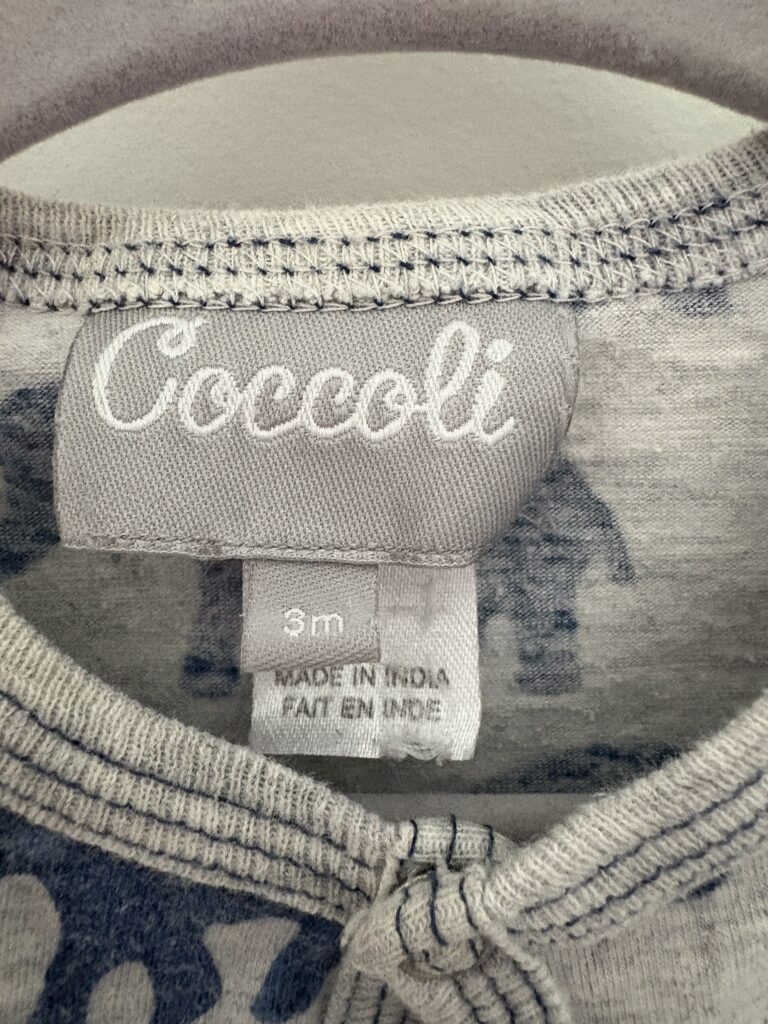 Coccoli
3m
MADE IN INDIA
FAIT EN INDE